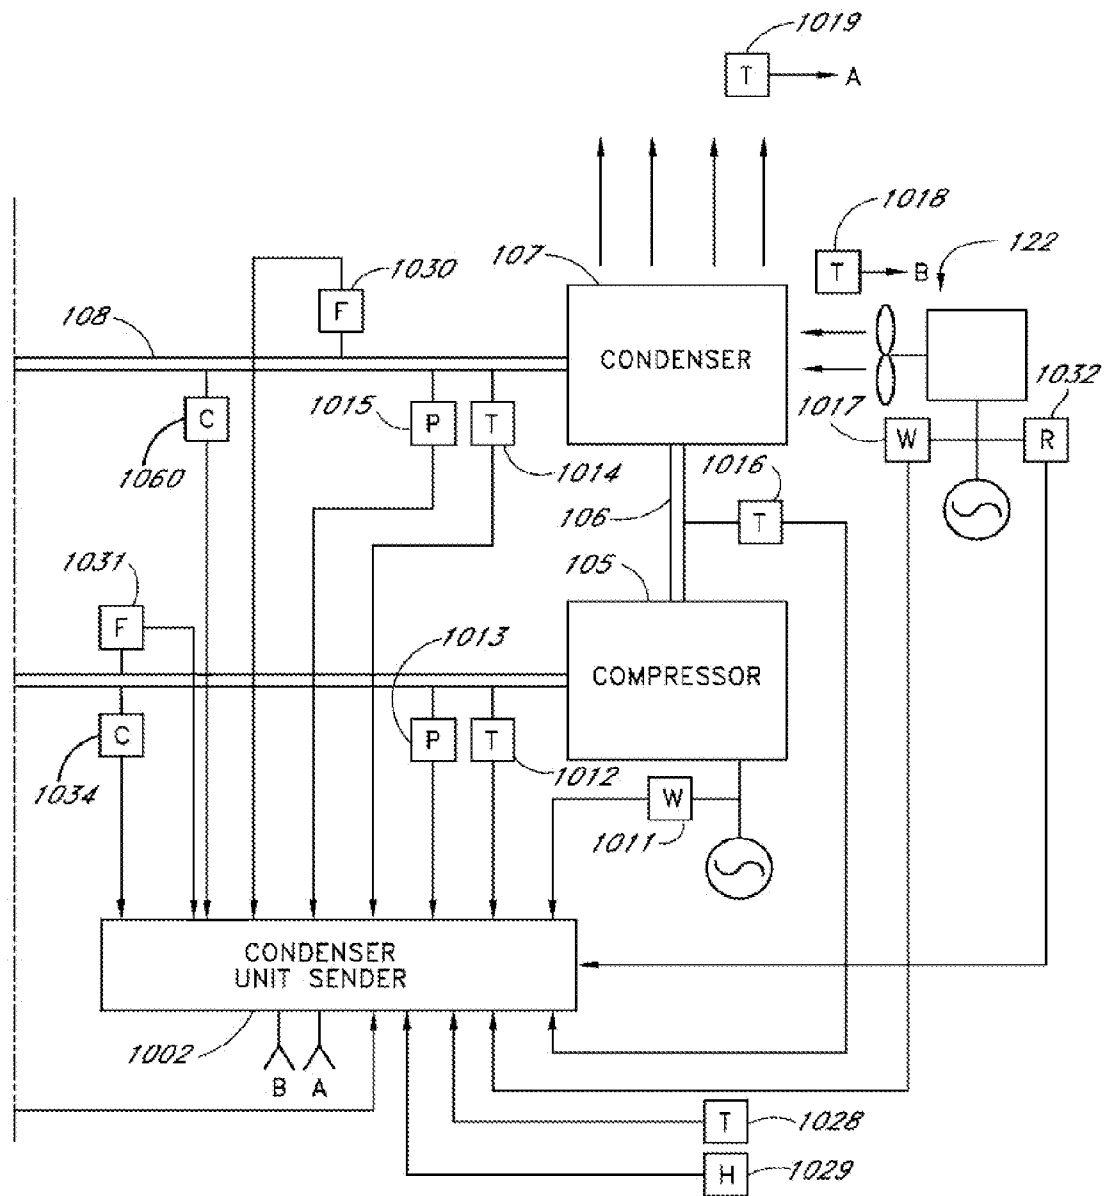 1019
T
A
1018
T
B
122
107
1030
F
108
CONDENSER
1032
1015
1017
C
P
T
W
R
1060
1014
1016
106
T
1031
105
F
1013
COMPRESSOR
C
P
T
1034
1012
W
1011
CONDENSER
UNIT SENDER
1002
B
A
T
1028
H
1029